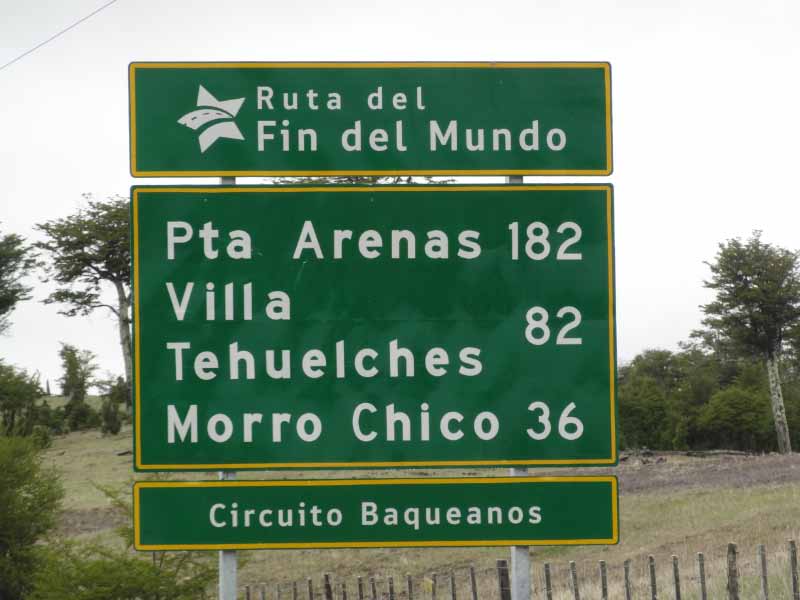 Ruta del
Fin del Mundo
Pta Arenas 182
Villa
Tehuelches 82
Morro Chico 36
Circuito Baqueanos